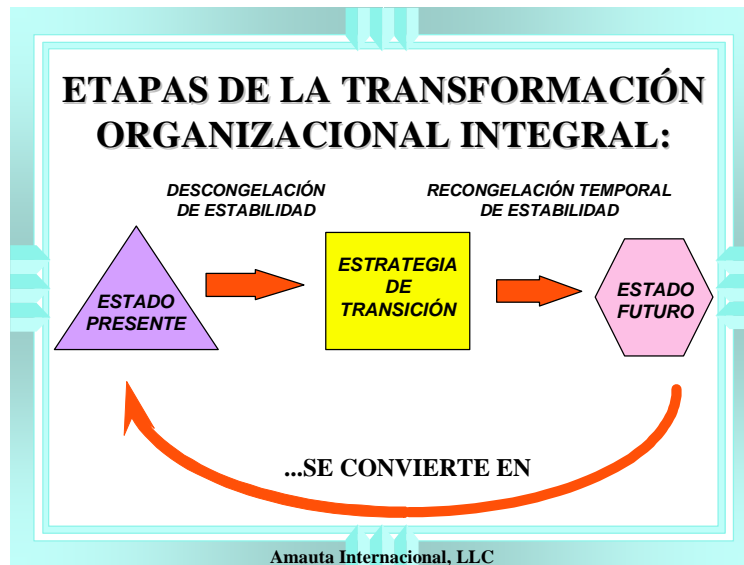 ETAPAS DE LA TRANSFORMACIÓN
ORGANIZACIONAL INTEGRAL:
DESCONGELACIÓN
DE ESTABILIDAD
RECONGELACIÓN TEMPORAL
DE ESTABILIDAD
ESTADO
PRESENTE
ESTRATEGIA
DE
TRANSICIÓN
ESTADO
FUTURO
...SE CONVIERTE EN
Amauta Internacional, LLC